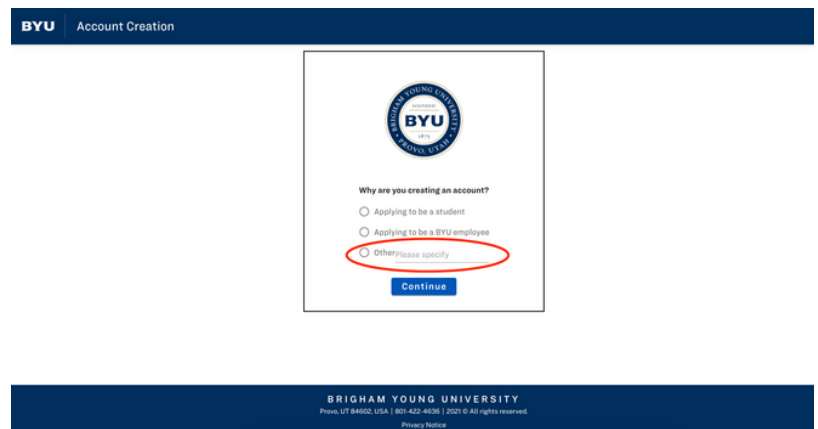 BYU Account Creation
BRIGHAM YOUNG UNIVERSITY
FOUNDED
BYU
1875
PROVO, UTAH
Why are you creating an account?
Applying to be a student
Applying to be a BYU employee
Other Please specify
Continue
BRIGHAM YOUNG UNIVERSITY
Provo, UT 84602, USA | 801-422-4636 | 2021 © All rights reserved.
Privacy Notice